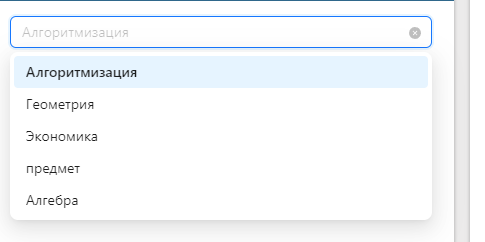 Алгоритмизация
Алгоритмизация
Геометрия
Экономика
предмет
Алгебра